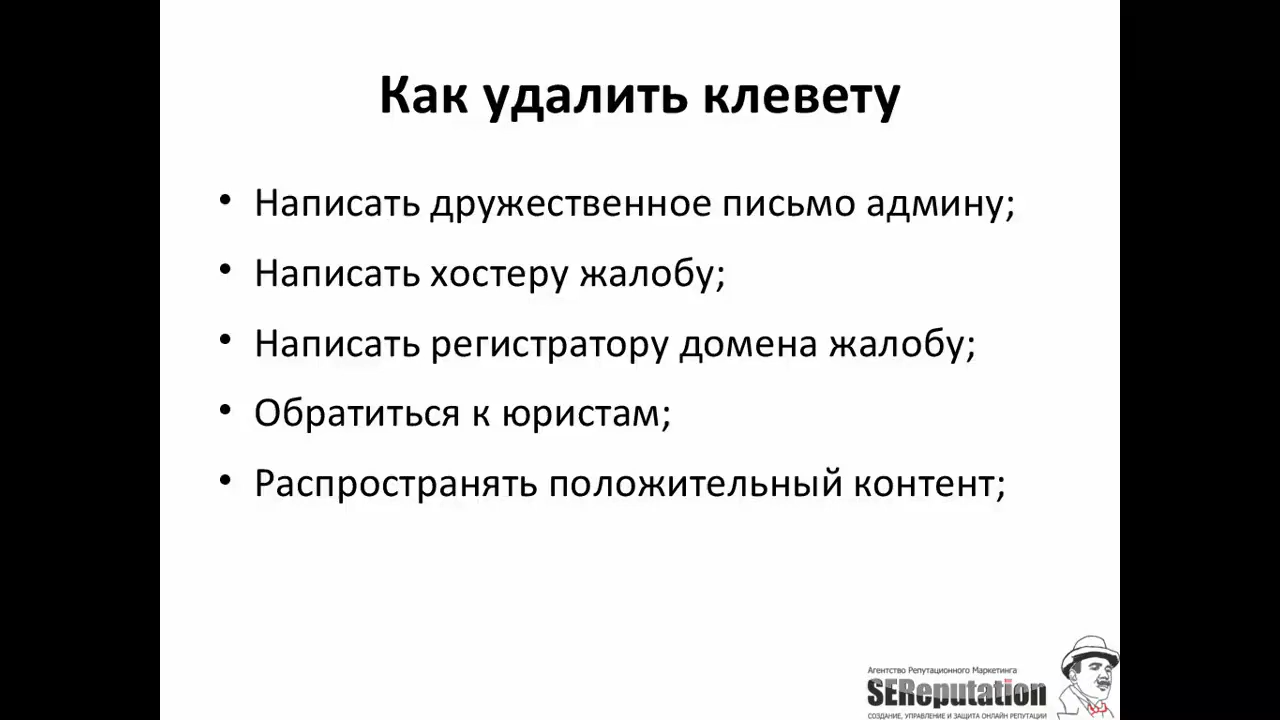 Как удалить клевету
• Написать дружественное письмо админу;
• Написать хостеру жалобу;
• Написать регистратору домена жалобу;
• Обратиться к юристам;
• Распространять положительный контент;
Агентство Репутационного Маркетинга
SEReputation
СОЗДАНИЕ, УПРАВЛЕНИЕ И ЗАЩИТА ОНЛАЙН РЕПУТАЦИИ